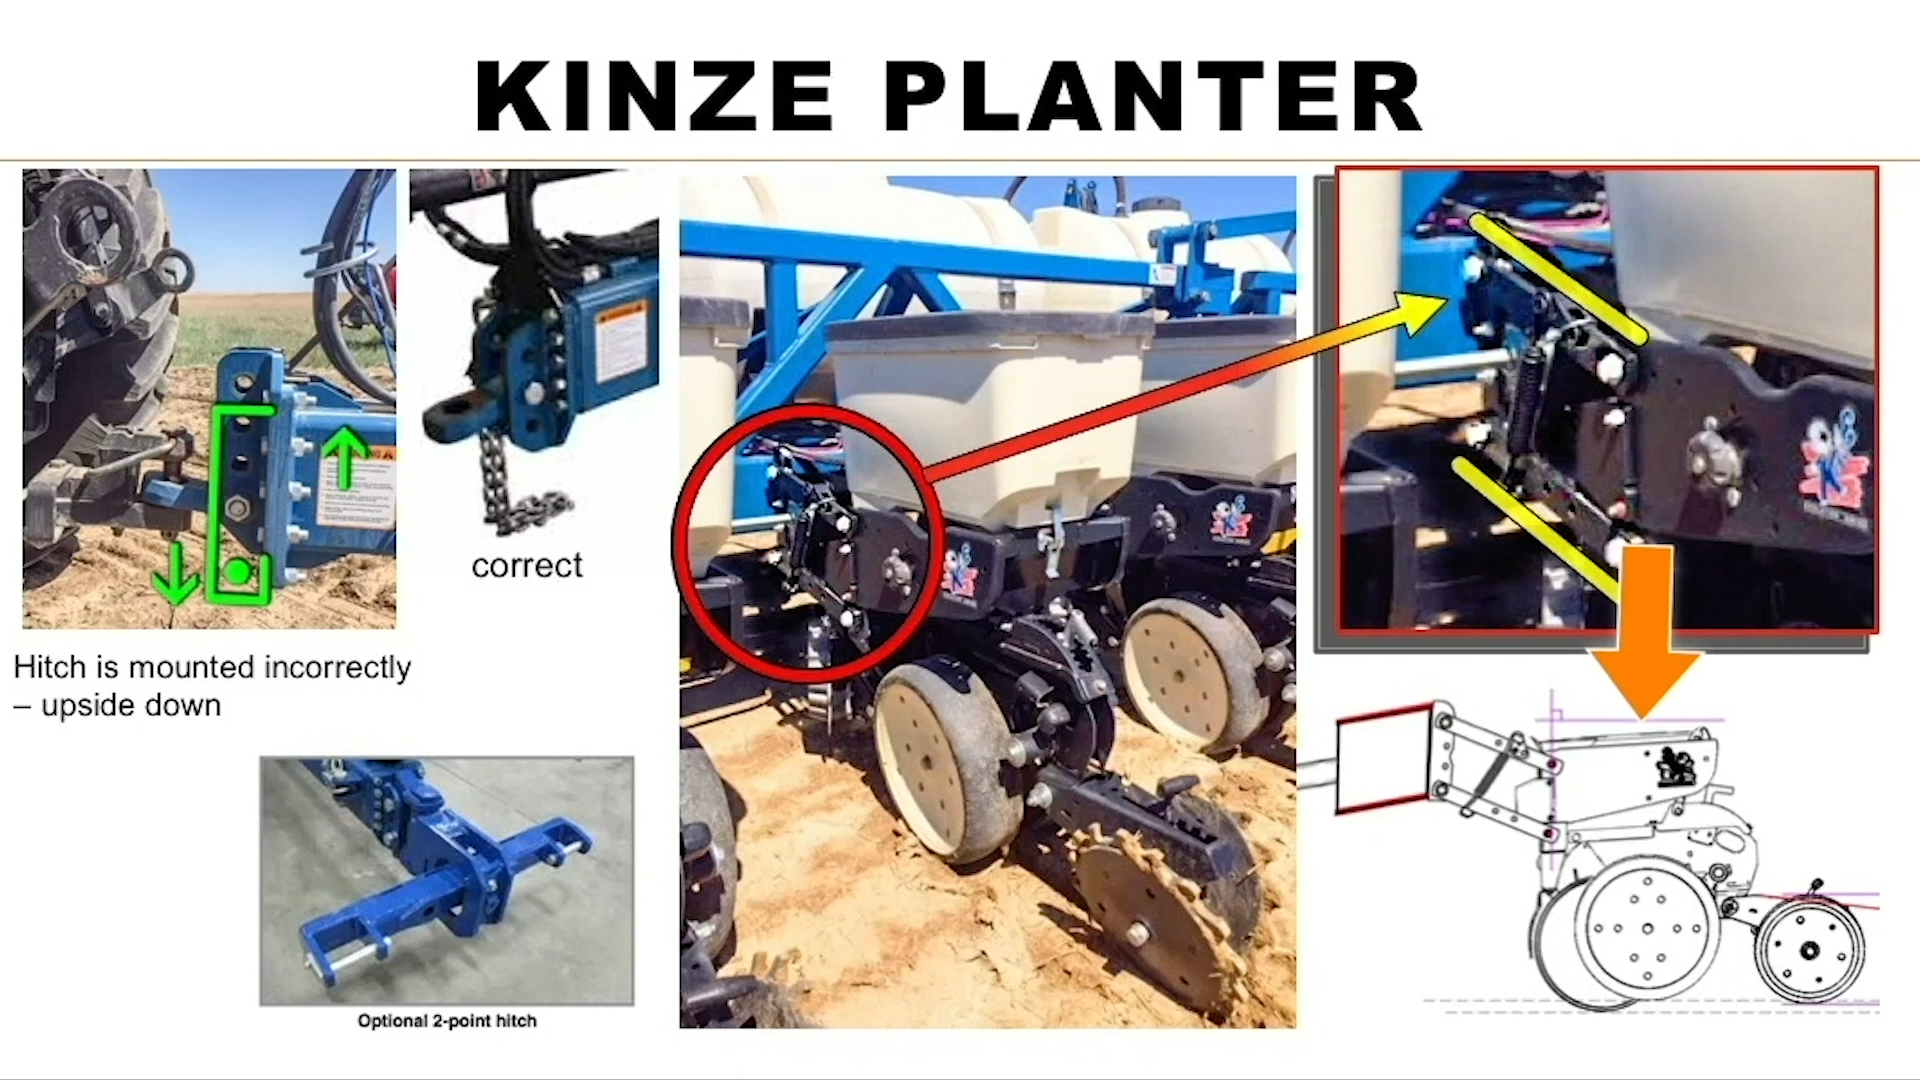 KINZE PLANTER
correct
Hitch is mounted incorrectly
– upside down
Optional 2-point hitch